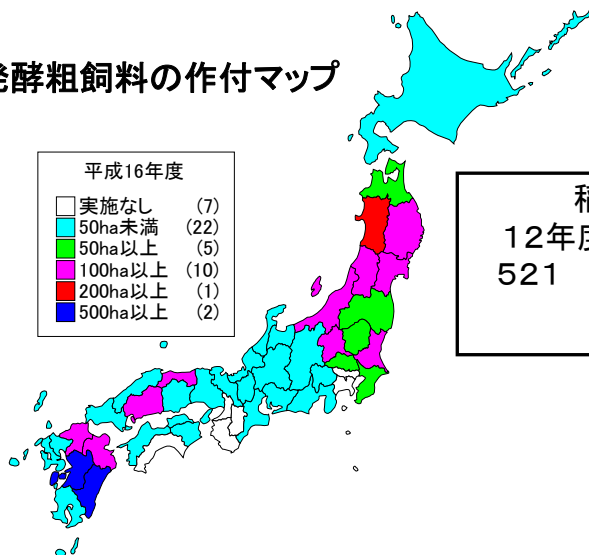 酵粗飼料の作付マップ
平成16年度
実施なし (7)
50ha未満 (22)
50ha以上 (5)
100ha以上 (10)
200ha以上 (1)
500ha以上 (2)
12年度
521